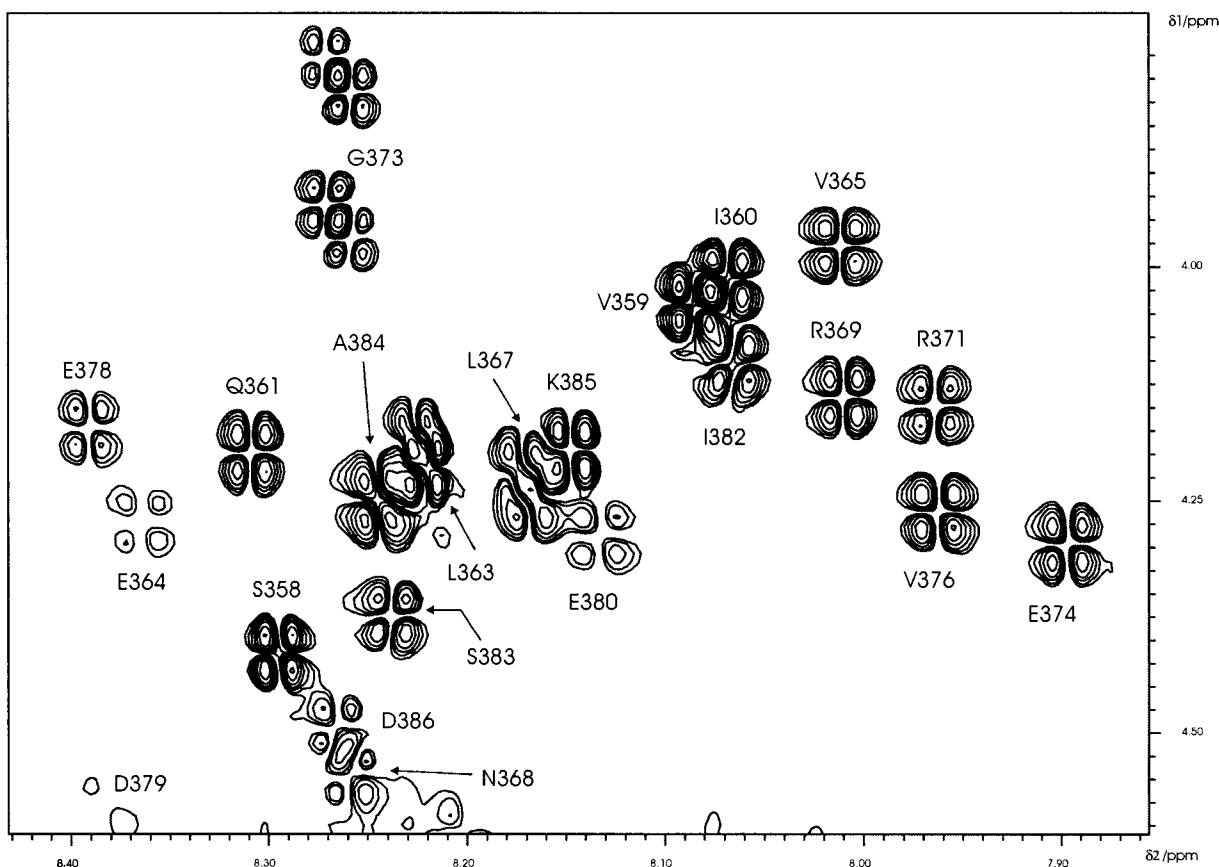 δ1/ppm
G373
V365
I360
4.00
V359
A384
R369
R371
L367
E378
K385
Q361
I382
4.25
E364
L363
V376
E380
S358
E374
S383
D386
4.50
N368
D379
8.40
8.30
8.20
8.10
8.00
7.90
δ2/ppm